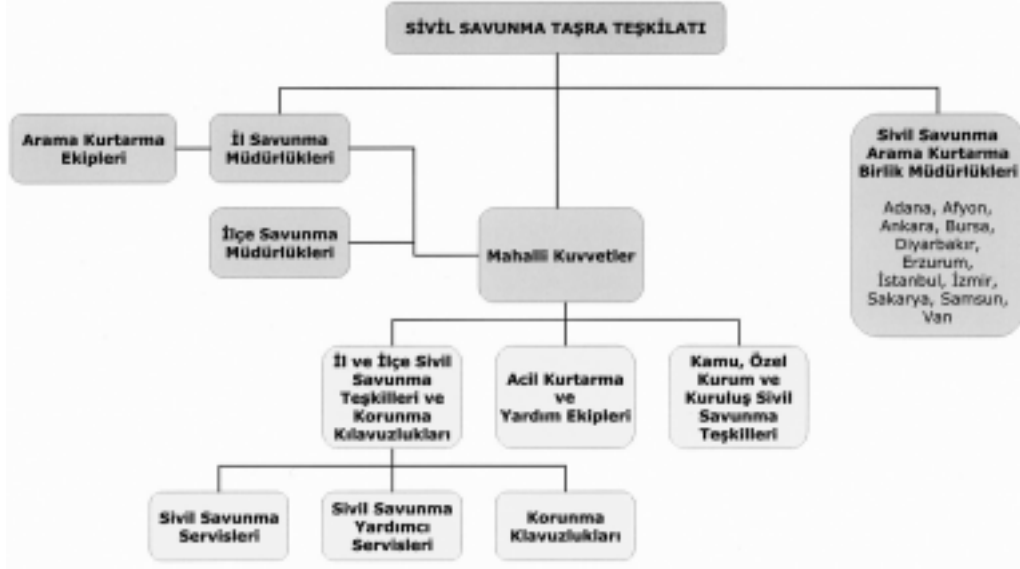 SİVİL SAVUNMA TAŞRA TEŞKİLATI
Arama Kurtarma
Ekipleri
İl Savunma
Müdürlükleri
Sivil Savunma
Arama Kurtarma
Birlik Müdürlükleri
Adana, Afyon,
Ankara, Bursa,
Diyarbakır,
Erzurum,
İstanbul, İzmir,
Sakarya, Samsun,
Van
İlçe Savunma
Müdürlükleri
Mahalli Kuvvetler
İl ve İlçe Sivil
Savunma
Teşkilleri ve
Korunma
Kılavuzlukları
Acil Kurtarma
ve
Yardım Ekipleri
Kamu, Özel
Kurum ve
Kuruluş Sivil
Savunma
Teşkilleri
Sivil Savunma
Servisleri
Sivil Savunma
Yardımcı
Servisleri
Korunma
Klavuzlukları